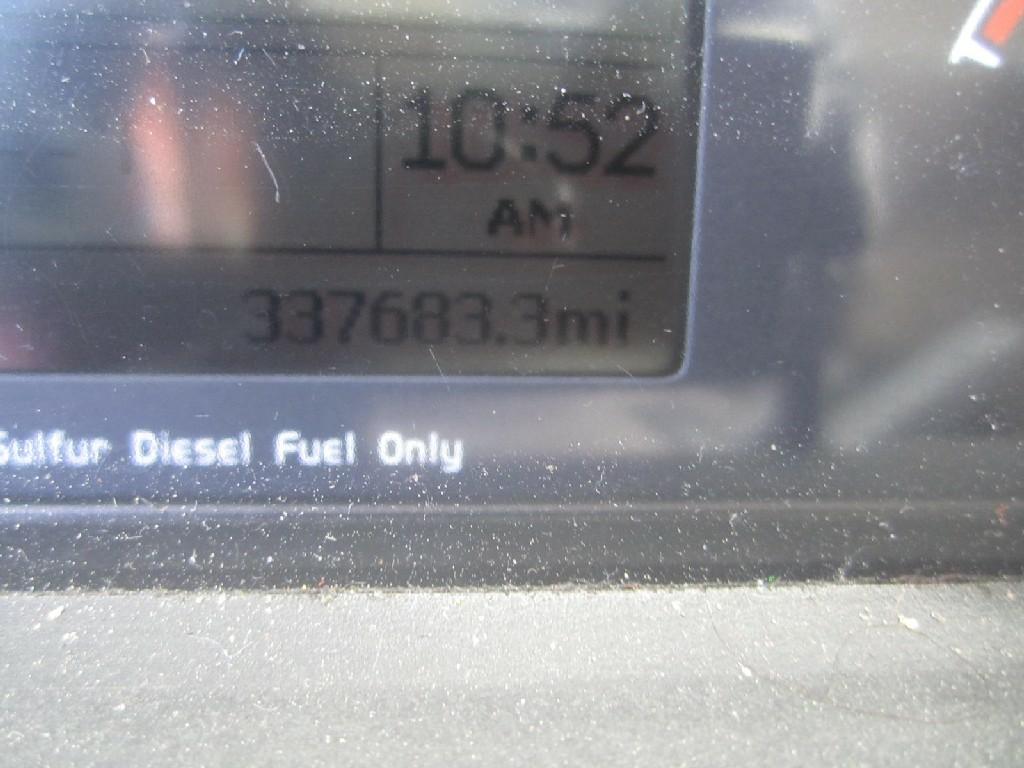 10:52
AM
337683.3mi
Sulfur Diesel Fuel Only